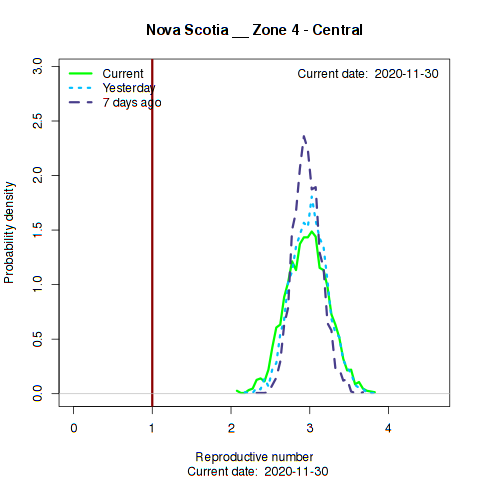 Nova Scotia __ Zone 4 - Central
Current
Yesterday
7 days ago
Current date:  2020-11-30
Probability density
3.0
2.5
2.0
1.5
1.0
0.5
0.0
0
1
2
3
4
Reproductive number
Current date:  2020-11-30